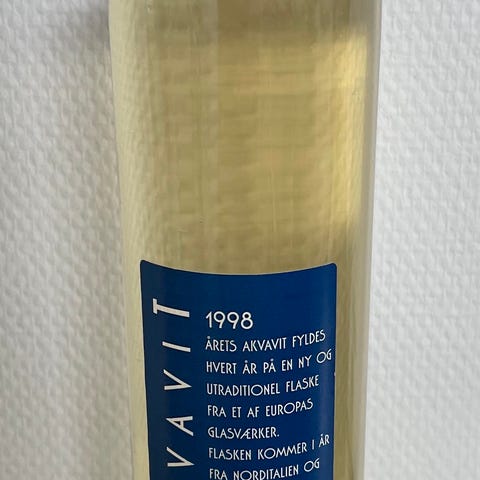 VAVIT
1998
ÅRETS AKVAVIT FYLDES
HVERT ÅR PÅ EN NY OG
UTRADITIONEL FLASKE
FRA ET AF EUROPAS
GLASVÆRKER.
FLASKEN KOMMER I ÅR
FRA NORDITALIEN OG